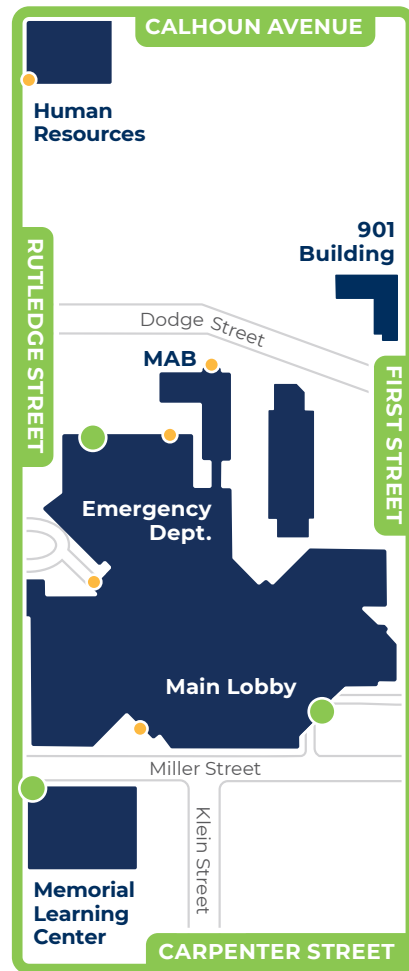 CALHOUN AVENUE
Human
Resources
901
Building
RUTLEDGE STREET
Dodge Street
MAB
FIRST STREET
Emergency
Dept.
Main Lobby
Miller Street
Klein Street
Memorial
Learning
Center
CARPENTER STREET